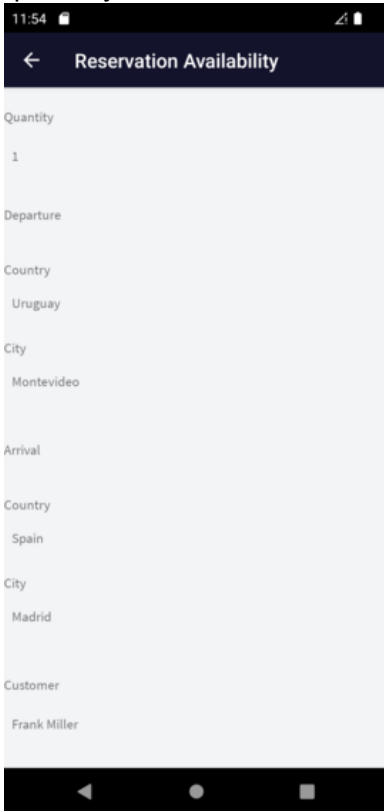 11:54
Reservation Availability
Quantity
1
Departure
Country
Uruguay
City
Montevideo
Arrival
Country
Spain
City
Madrid
Customer
Frank Miller